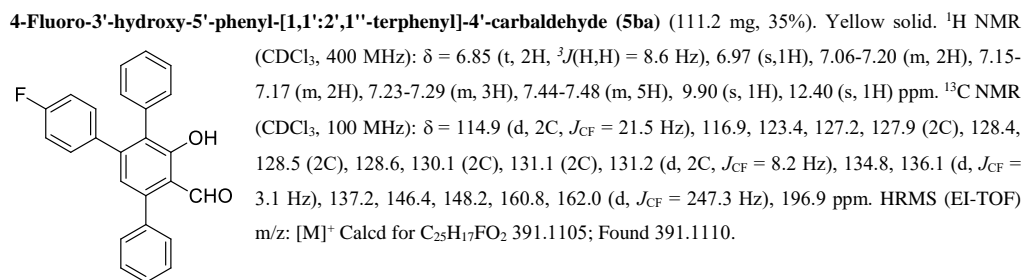 4-Fluoro-3'-hydroxy-5'-phenyl-[1,1':2',1''-terphenyl]-4'-carbaldehyde (5ba) (111.2 mg, 35%). Yellow solid. ¹H NMR
(CDCl₃, 400 MHz): δ = 6.85 (t, 2H, ³J(H,H) = 8.6 Hz), 6.97 (s,1H), 7.06-7.20 (m, 2H), 7.15-
7.17 (m, 2H), 7.23-7.29 (m, 3H), 7.44-7.48 (m, 5H), 9.90 (s, 1H), 12.40 (s, 1H) ppm. ¹³C NMR
(CDCl₃, 100 MHz): δ = 114.9 (d, 2C, J_CF = 21.5 Hz), 116.9, 123.4, 127.2, 127.9 (2C), 128.4,
128.5 (2C), 128.6, 130.1 (2C), 131.1 (2C), 131.2 (d, 2C, J_CF = 8.2 Hz), 134.8, 136.1 (d, J_CF =
3.1 Hz), 137.2, 146.4, 148.2, 160.8, 162.0 (d, J_CF = 247.3 Hz), 196.9 ppm. HRMS (EI-TOF)
m/z: [M]⁺ Calcd for C₂₅H₁₇FO₂ 391.1105; Found 391.1110.
F
OH
CHO